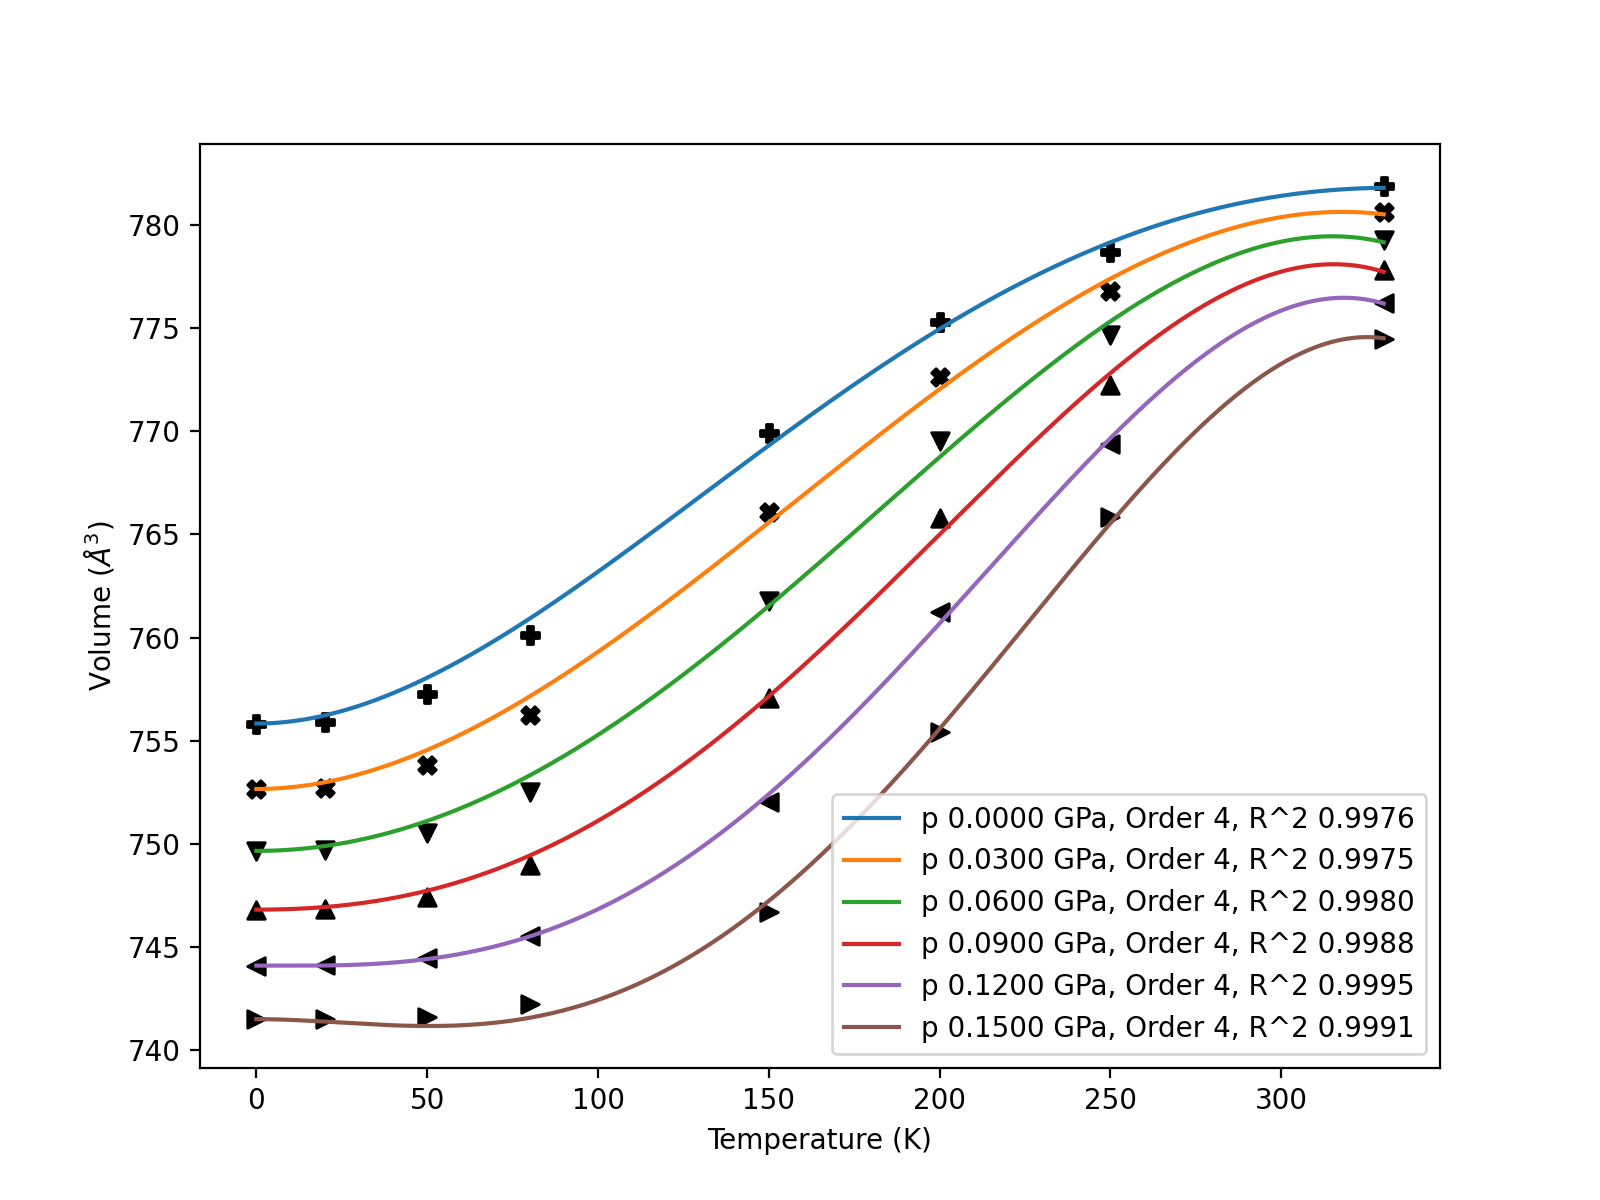 780
775
770
765
760
755
750
745
740
Volume (Å³)
0
50
100
150
200
250
300
Temperature (K)
p 0.0000 GPa, Order 4, R^2 0.9976
p 0.0300 GPa, Order 4, R^2 0.9975
p 0.0600 GPa, Order 4, R^2 0.9980
p 0.0900 GPa, Order 4, R^2 0.9988
p 0.1200 GPa, Order 4, R^2 0.9995
p 0.1500 GPa, Order 4, R^2 0.9991